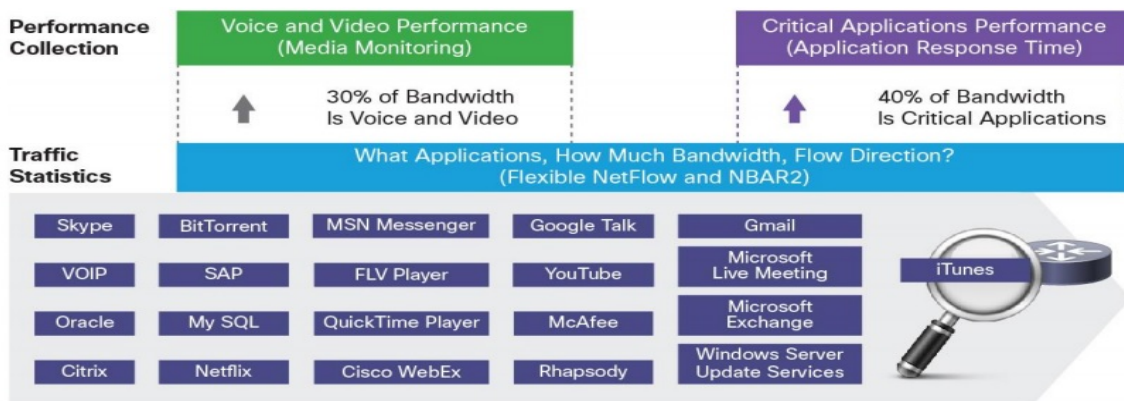 Performance
Collection
Voice and Video Performance
(Media Monitoring)
Critical Applications Performance
(Application Response Time)
30% of Bandwidth
Is Voice and Video
40% of Bandwidth
Is Critical Applications
Traffic
Statistics
What Applications, How Much Bandwidth, Flow Direction?
(Flexible NetFlow and NBAR2)
Skype
BitTorrent
MSN Messenger
Google Talk
Gmail
VOIP
SAP
FLV Player
YouTube
Microsoft
Live Meeting
iTunes
Oracle
My SQL
QuickTime Player
McAfee
Microsoft
Exchange
Citrix
Netflix
Cisco WebEx
Rhapsody
Windows Server
Update Services